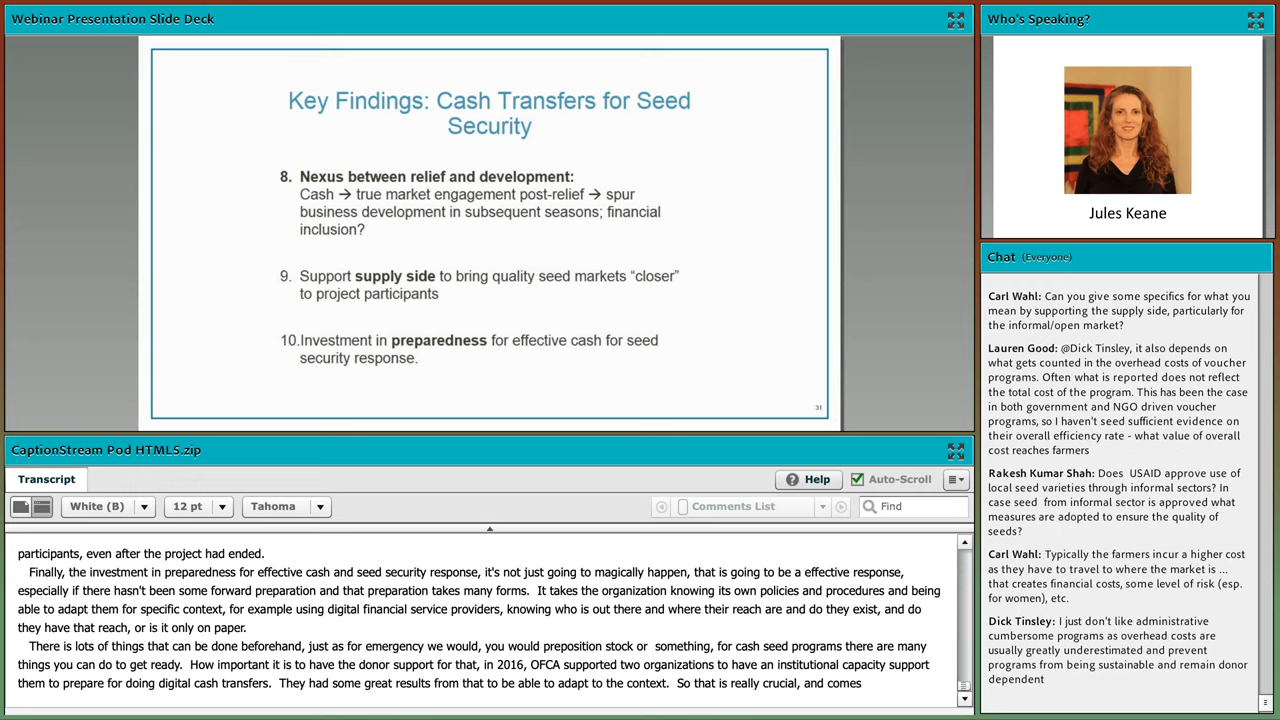 Webinar Presentation Slide Deck
Key Findings: Cash Transfers for Seed
Security
8. Nexus between relief and development:
Cash → true market engagement post-relief → spur
business development in subsequent seasons; financial
inclusion?
9. Support supply side to bring quality seed markets “closer”
to project participants
10.Investment in preparedness for effective cash for seed
security response.
31
Who's Speaking?
Jules Keane
CaptionStream Pod HTML5.zip
Transcript
Help
Auto-Scroll
White (B)
12 pt
Tahoma
Comments List
Find
participants, even after the project had ended.
Finally, the investment in preparedness for effective cash and seed security response, it's not just going to magically happen, that is going to be a effective response,
especially if there hasn't been some forward preparation and that preparation takes many forms.  It takes the organization knowing its own policies and procedures and being
able to adapt them for specific context, for example using digital financial service providers, knowing who is out there and where their reach are and do they exist, and do
they have that reach, or is it only on paper.
There is lots of things that can be done beforehand, just as for emergency we would, you would preposition stock or  something, for cash seed programs there are many
things you can do to get ready.  How important it is to have the donor support for that, in 2016, OFCA supported two organizations to have an institutional capacity support
them to prepare for doing digital cash transfers.  They had some great results from that to be able to adapt to the context.  So that is really crucial, and comes
Chat (Everyone)
Carl Wahl: Can you give some specifics for what you
mean by supporting the supply side, particularly for
the informal/open market?
Lauren Good: @Dick Tinsley, it also depends on
what gets counted in the overhead costs of voucher
programs. Often what is reported does not reflect
the total cost of the program. This has been the case
in both government and NGO driven voucher
programs, so I haven't seed sufficient evidence on
their overall efficiency rate - what value of overall
cost reaches farmers
Rakesh Kumar Shah: Does  USAID approve use of
local seed varieties through informal sectors? In
case seed  from informal sector is approved what
measures are adopted to ensure the quality of
seeds?
Carl Wahl: Typically the farmers incur a higher cost
as they have to travel to where the market is ...
that creates financial costs, some level of risk (esp.
for women), etc.
Dick Tinsley: I just don't like administrative
cumbersome programs as overhead costs are
usually greatly underestimated and prevent
programs from being sustainable and remain donor
dependent